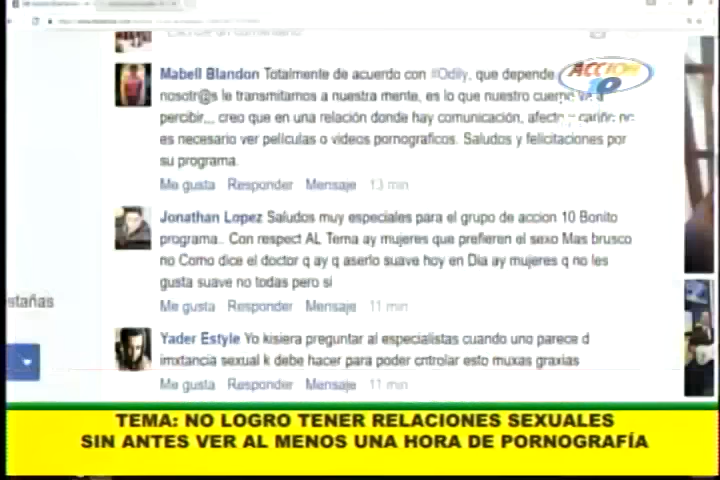 Escribe un comentario
Mabell Blandon Totalmente de acuerdo con #Odily, que depende
ACCION
10
nosotr@s le transmitamos a nuestra mente, es lo que nuestro cuerpo va a
percibir,,, creo que en una relación donde hay comunicación, afecto y cariño no
es necesario ver películas o videos pornograficos. Saludos y felicitaciones por
su programa.
Me gusta Responder Mensaje 13 min
Jonathan Lopez Saludos muy especiales para el grupo de accion 10 Bonito
programa.. Con respect AL Tema ay mujeres que prefieren el sexo Mas brusco
no Como dice el doctor q ay q aserlo suave hoy en Dia ay mujeres q no les
gusta suave no todas pero si
Me gusta Responder Mensaje 11 min
estañas
Yader Estyle Yo kisiera preguntar al especialistas cuando uno parece d
imxtancia sexual k debe hacer para poder cntrolar esto muxas graxias
Me gusta Responder Mensaje 11 min
TEMA: NO LOGRO TENER RELACIONES SEXUALES
SIN ANTES VER AL MENOS UNA HORA DE PORNOGRAFÍA